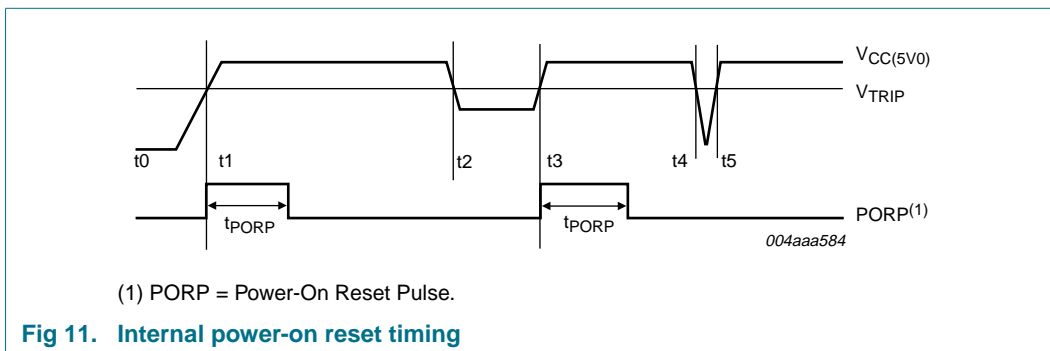 VCC(5V0)
VTRIP
t0 t1 t2 t3 t4 t5
tPORP tPORP PORP(1)
004aaa584
(1) PORP = Power-On Reset Pulse.
Fig 11. Internal power-on reset timing